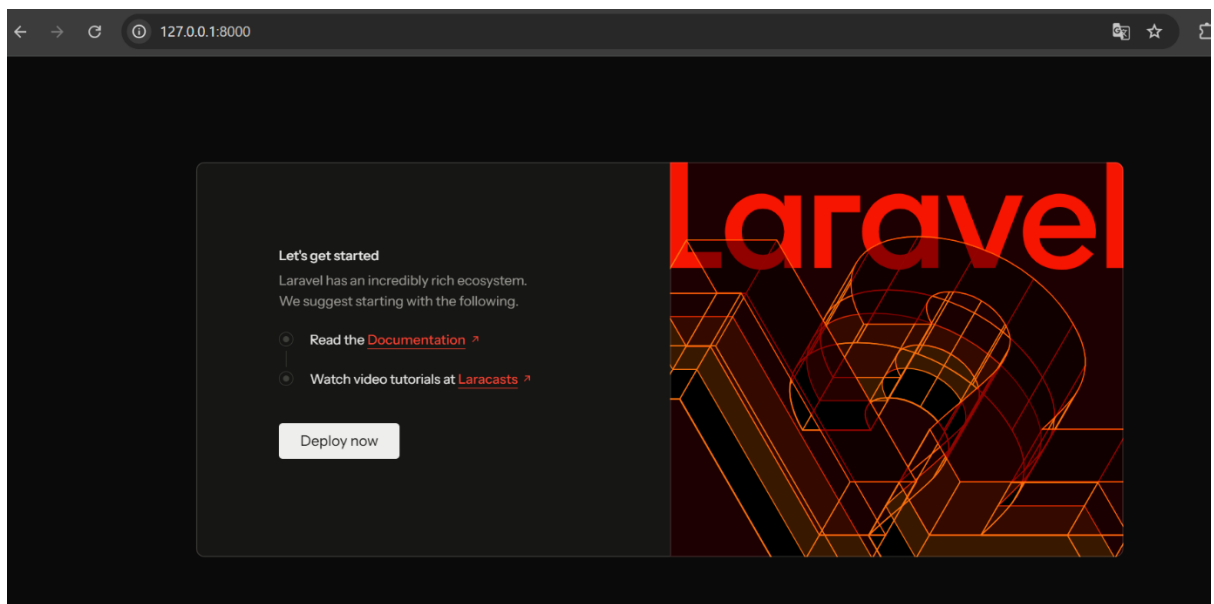 127.0.0.1:8000
Let's get started
Laravel has an incredibly rich ecosystem.
We suggest starting with the following.
Read the Documentation ↗
Watch video tutorials at Laracasts ↗
Deploy now
Laravel